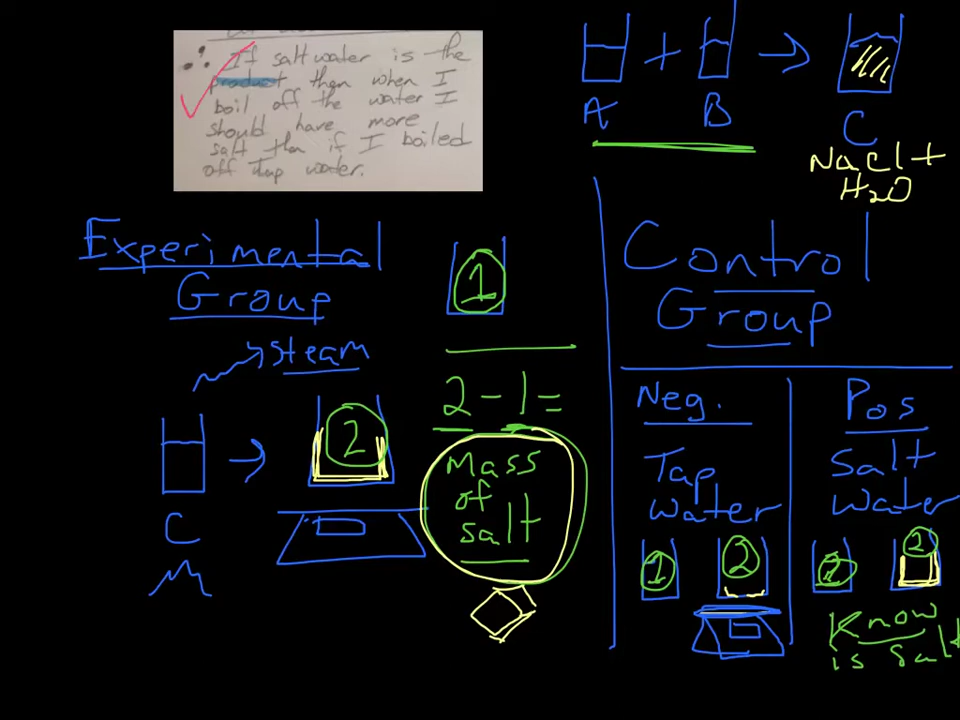 ∴ If salt water is the
product then when I
boil off the water I
should have more
salt than if I boiled
off tap water.
A + B → C
NaCl +
H₂O
Experimental
Group
steam
C
2
1
2 - 1 =
Mass
of
salt
Control
Group
Neg.
Tap
water
1
2
Pos
Salt
water
2
Know
is Salt